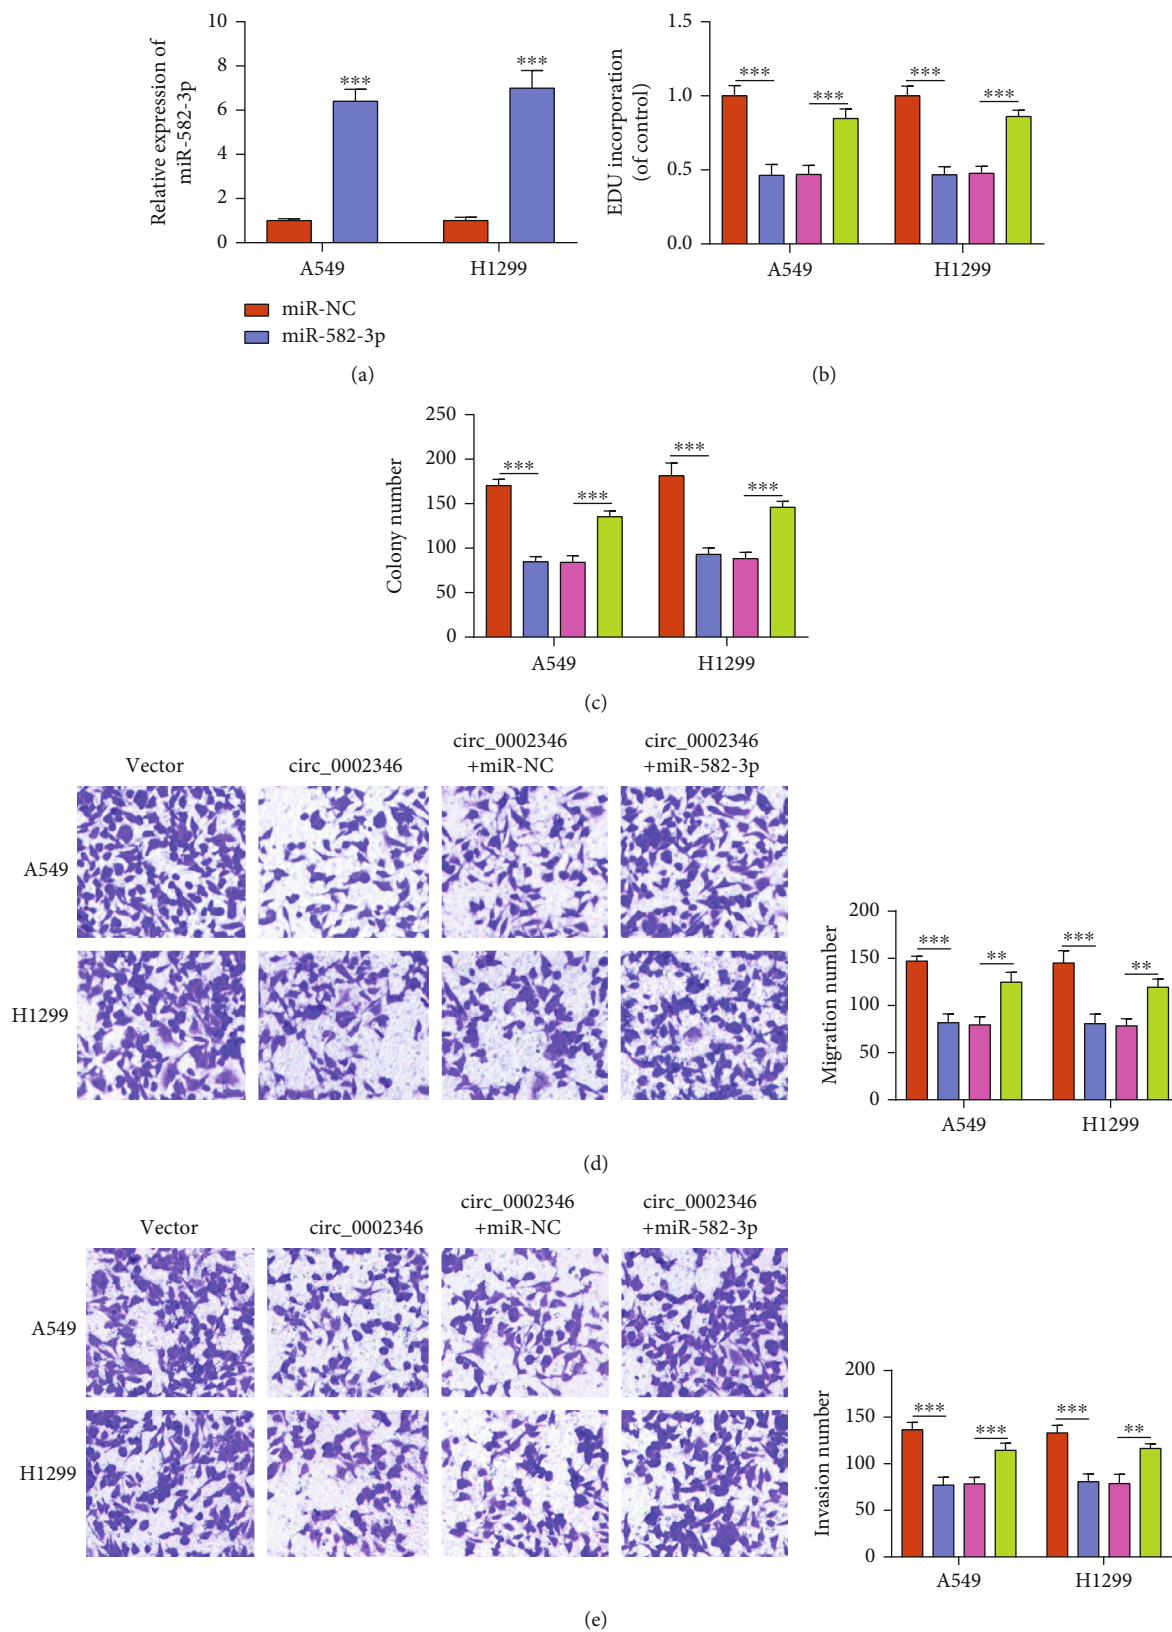 Relative expression of
miR-582-3p
10
8
6
4
2
0
***
***
A549
H1299
miR-NC
miR-582-3p
(a)
EDU incorporation
(of control)
1.5
1.0
0.5
0.0
***
***
***
***
A549
H1299
(b)
Colony number
250
200
150
100
50
0
***
***
***
***
A549
H1299
(c)
Vector
circ_0002346
circ_0002346
+miR-NC
circ_0002346
+miR-582-3p
A549
H1299
Migration number
200
150
100
50
0
***
**
***
**
A549
H1299
(d)
Vector
circ_0002346
circ_0002346
+miR-NC
circ_0002346
+miR-582-3p
A549
H1299
Invasion number
200
150
100
50
0
***
***
***
**
A549
H1299
(e)